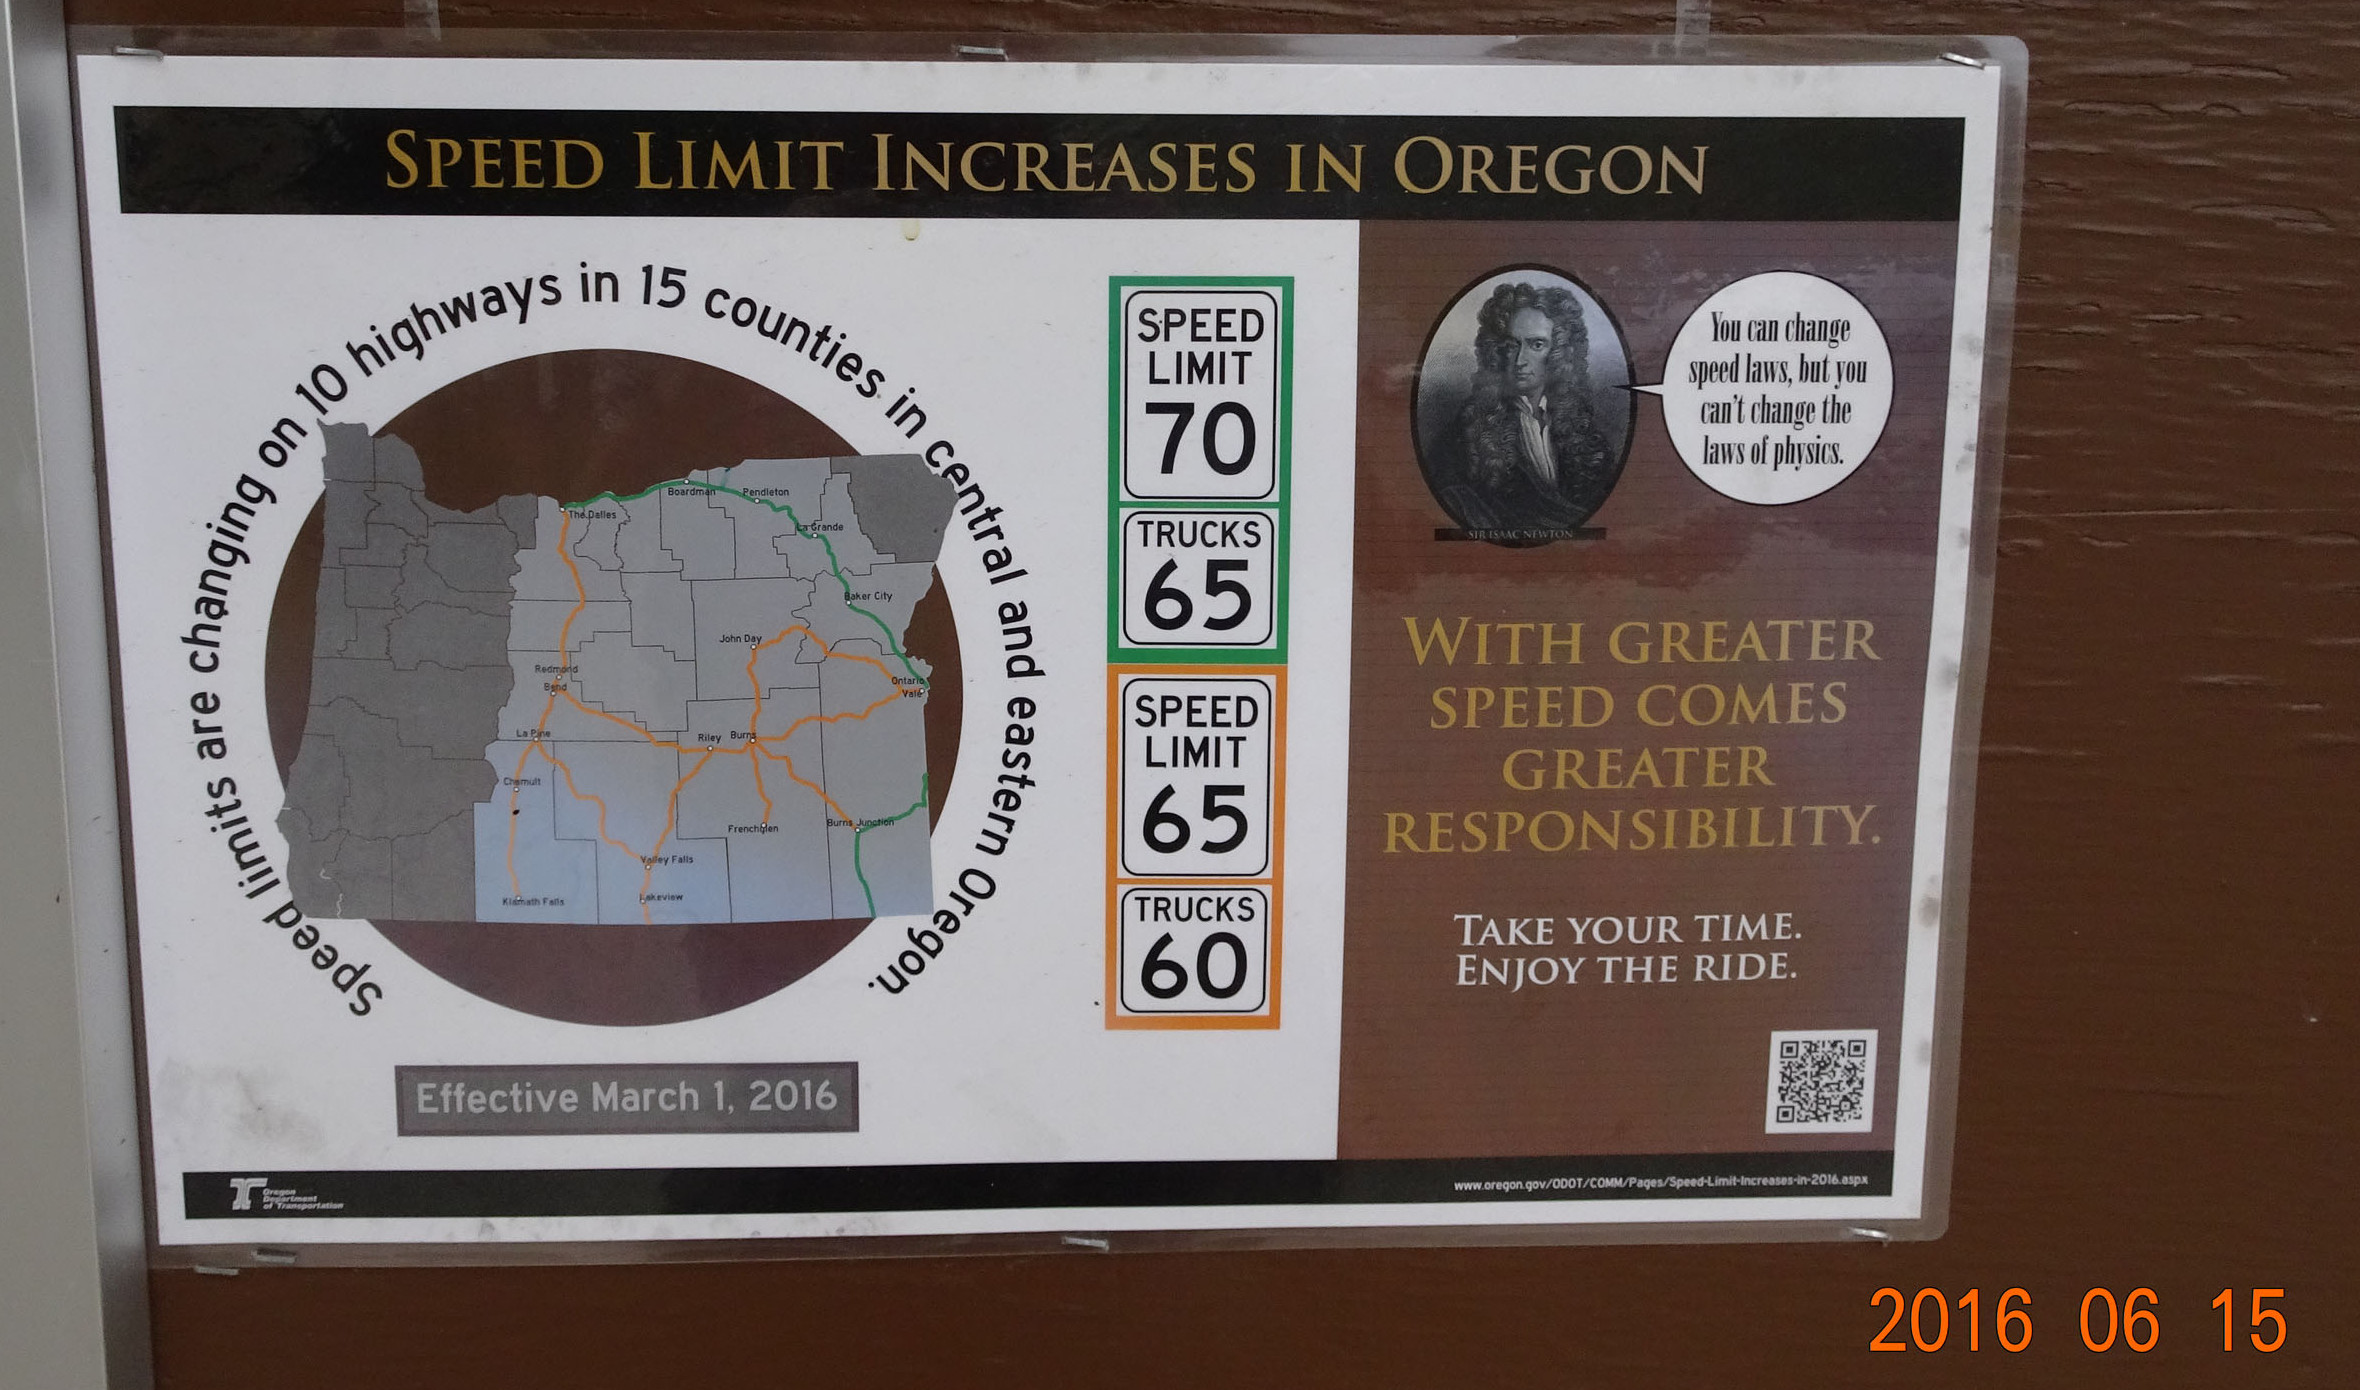 SPEED LIMIT INCREASES IN OREGON
Speed limits are changing on 10 highways in 15 counties in central and eastern Oregon.
Boardman
Pendleton
The Dalles
La Grande
Baker City
John Day
Redmond
Bend
Ontario
Vale
La Pine
Riley
Burns
Chemult
Frenchglen
Burns Junction
Valley Falls
Klamath Falls
Lakeview
Effective March 1, 2016
SPEED
LIMIT
70
TRUCKS
65
SPEED
LIMIT
65
TRUCKS
60
You can change
speed laws, but you
can't change the
laws of physics.
SIR ISAAC NEWTON
WITH GREATER
SPEED COMES
GREATER
RESPONSIBILITY.
TAKE YOUR TIME.
ENJOY THE RIDE.
Oregon
Department
of Transportation
www.oregon.gov/ODOT/COMM/Pages/Speed-Limit-Increases-in-2016.aspx
2016 06 15